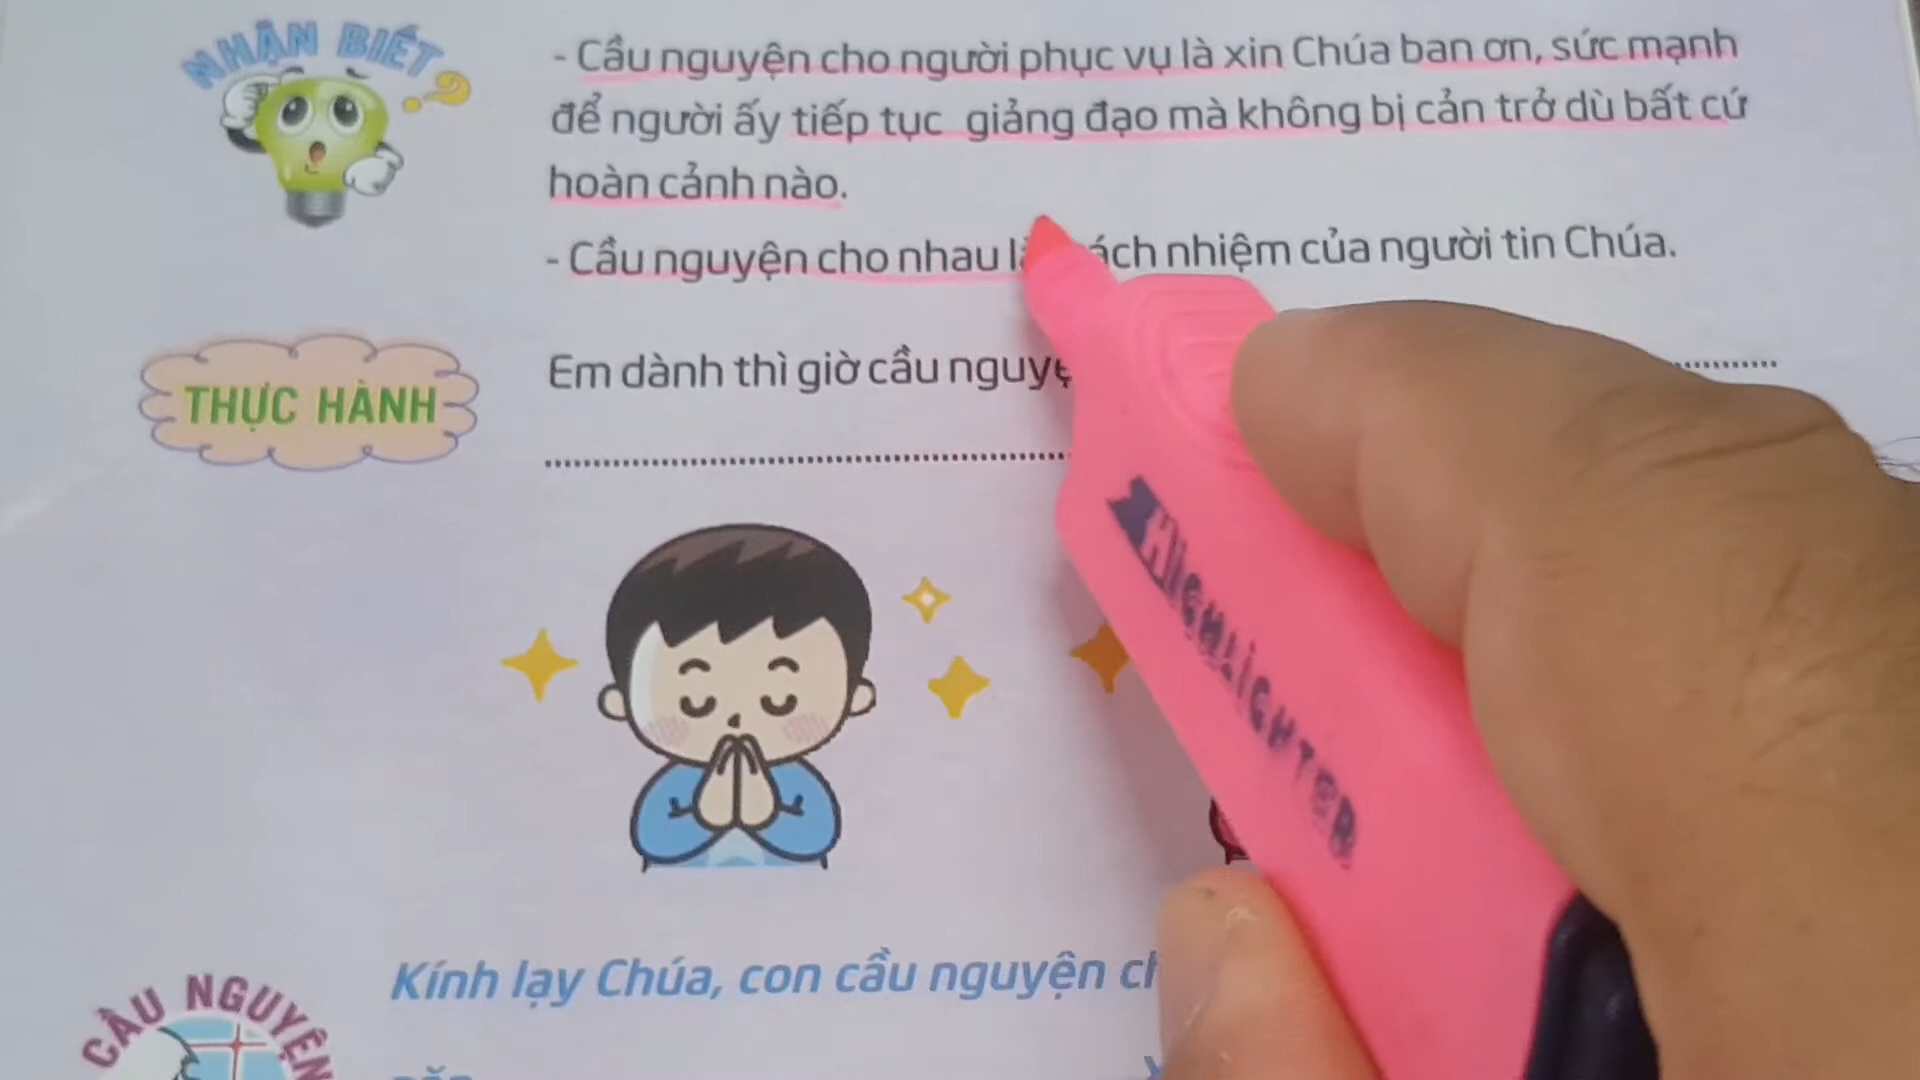 NHẬN BIẾT
- Cầu nguyện cho người phục vụ là xin Chúa ban ơn, sức mạnh
để người ấy tiếp tục giảng đạo mà không bị cản trở dù bất cứ
hoàn cảnh nào.
- Cầu nguyện cho nhau nhiệm của người tin Chúa.
THỰC HÀNH
Em dành thì giờ cầu
HIGHLIGHTER
Kính lạy Chúa, con cầu nguyện
CẦU NGUYỆN